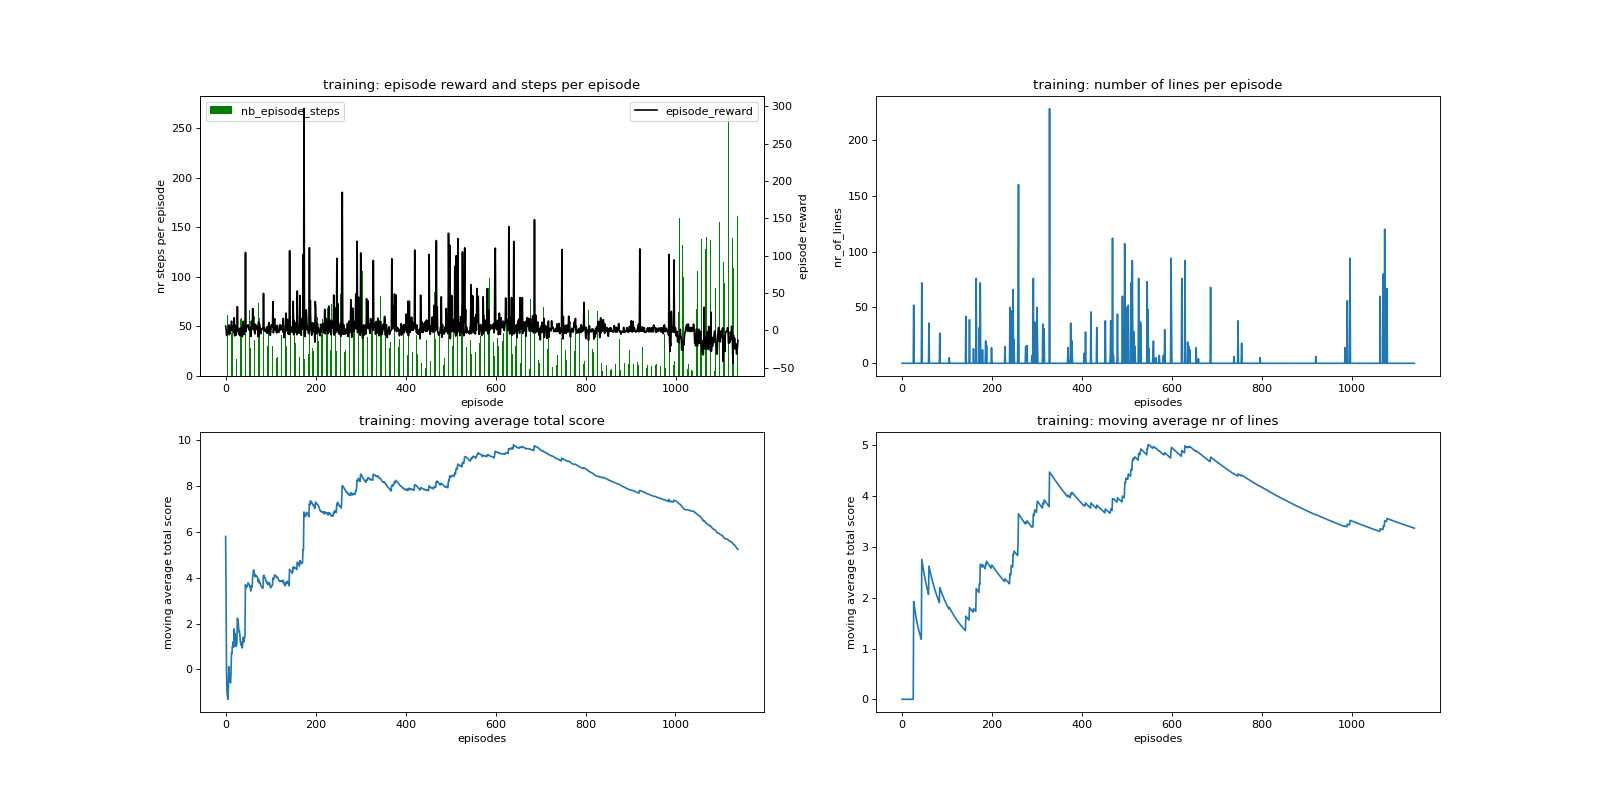 training: episode reward and steps per episode
nb_episode_steps
episode_reward
nr steps per episode
0
50
100
150
200
250
episode reward
−50
0
50
100
150
200
250
300
0 200 400 600 800 1000
episode
training: number of lines per episode
nr_of_lines
0
50
100
150
200
0 200 400 600 800 1000
episodes
training: moving average total score
moving average total score
0
2
4
6
8
10
0 200 400 600 800 1000
episodes
training: moving average nr of lines
moving average total score
0
1
2
3
4
5
0 200 400 600 800 1000
episodes